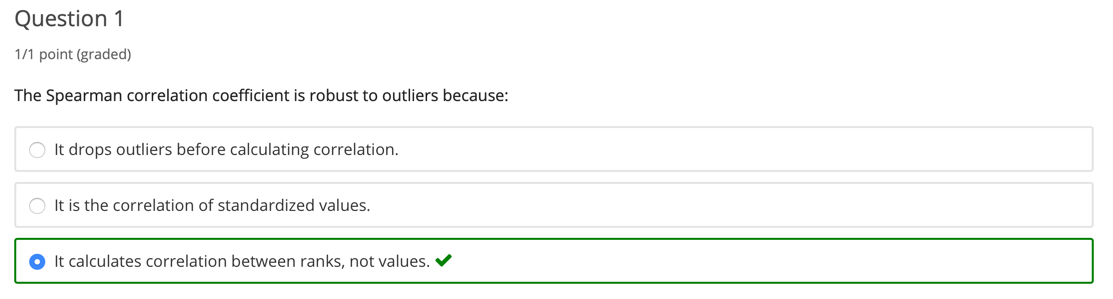 Question 1
1/1 point (graded)
The Spearman correlation coefficient is robust to outliers because:
It drops outliers before calculating correlation.
It is the correlation of standardized values.
It calculates correlation between ranks, not values.